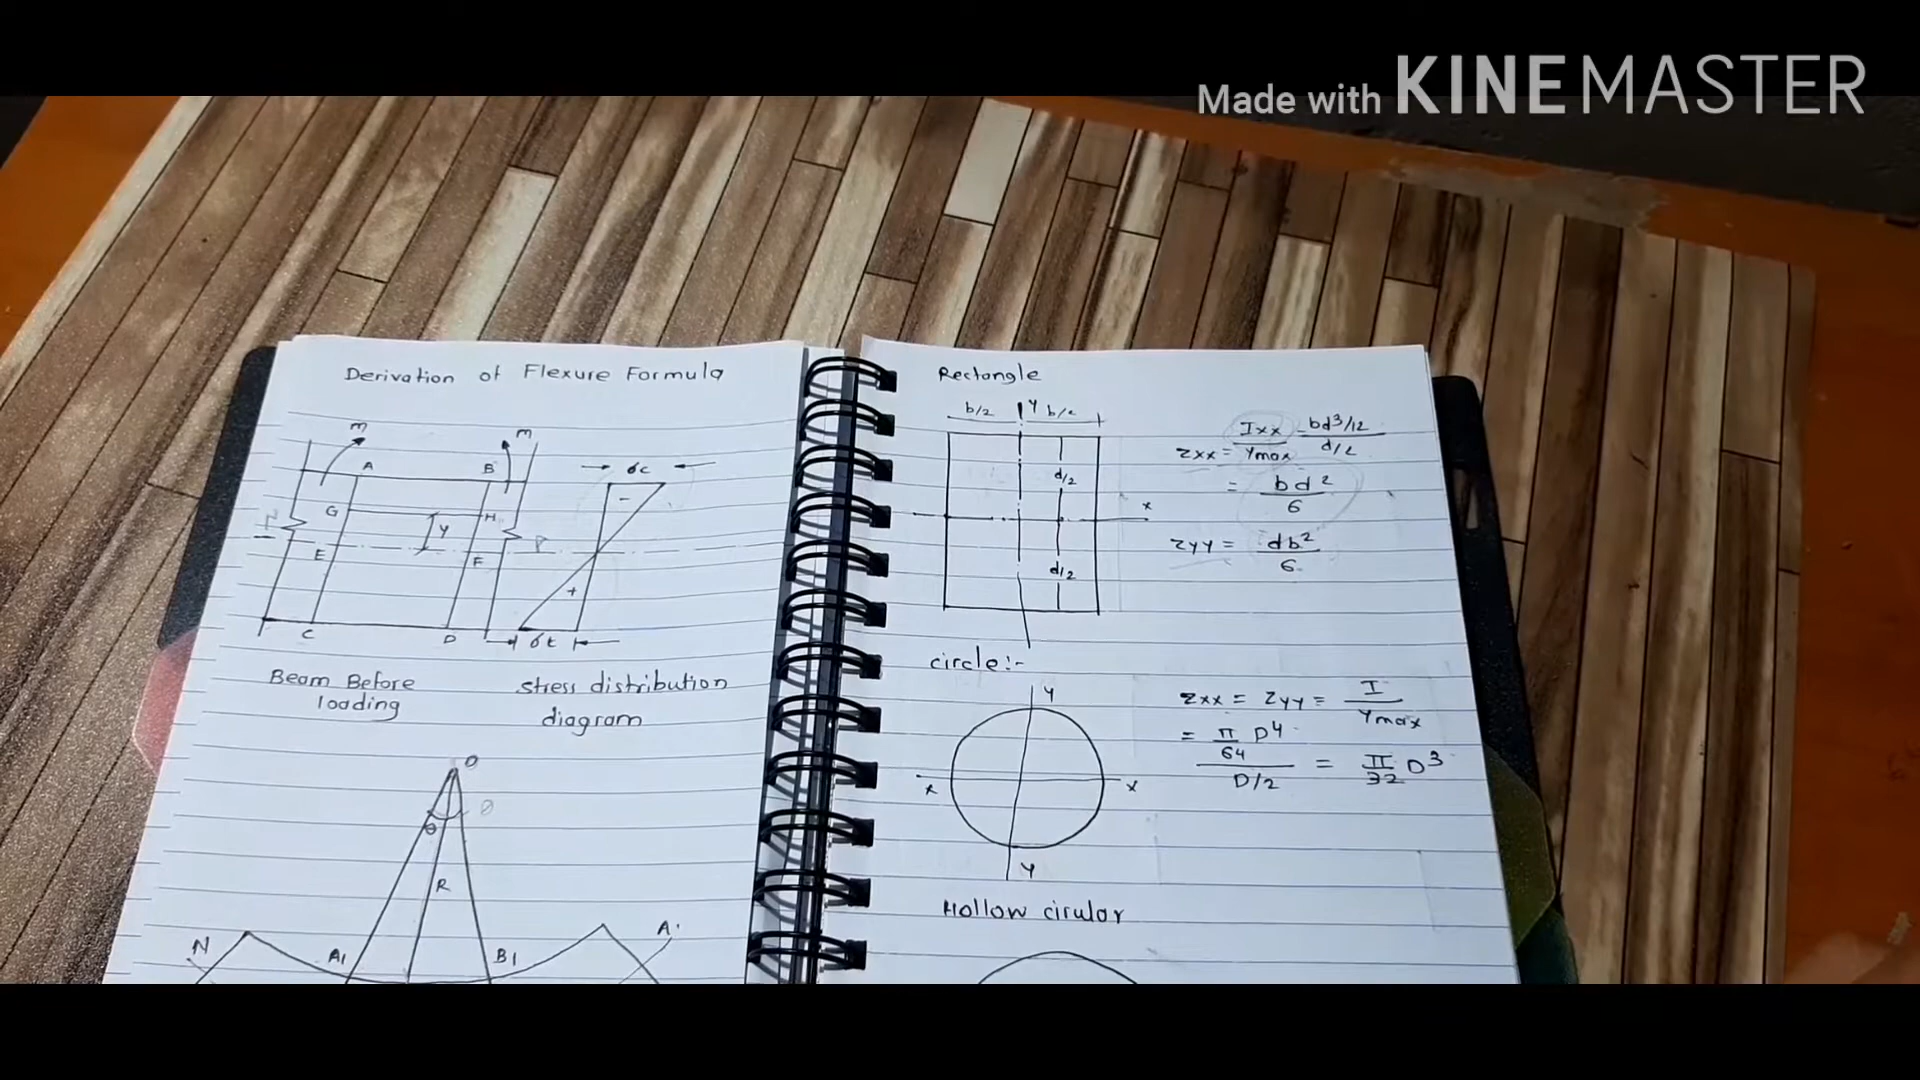 Made with KINEMASTER
Derivation of Flexure Formula
m
m
A
B
σc
-
G
H
y
E
F
+
C
D
σt
Beam Before
loading
stress distribution
diagram
O
θ
R
N
A1
B1
A'
Rectangle
b/2
Y
d/2
x
d/2
Zxx = Ixx / Ymax = bd³/12 / d/2
= bd² / 6
Zyy = db² / 6
circle:-
Y
x
x
Y
Zxx = Zyy = I / Ymax
= π/64 D⁴ / D/2 = π/32 D³
Hollow cirular